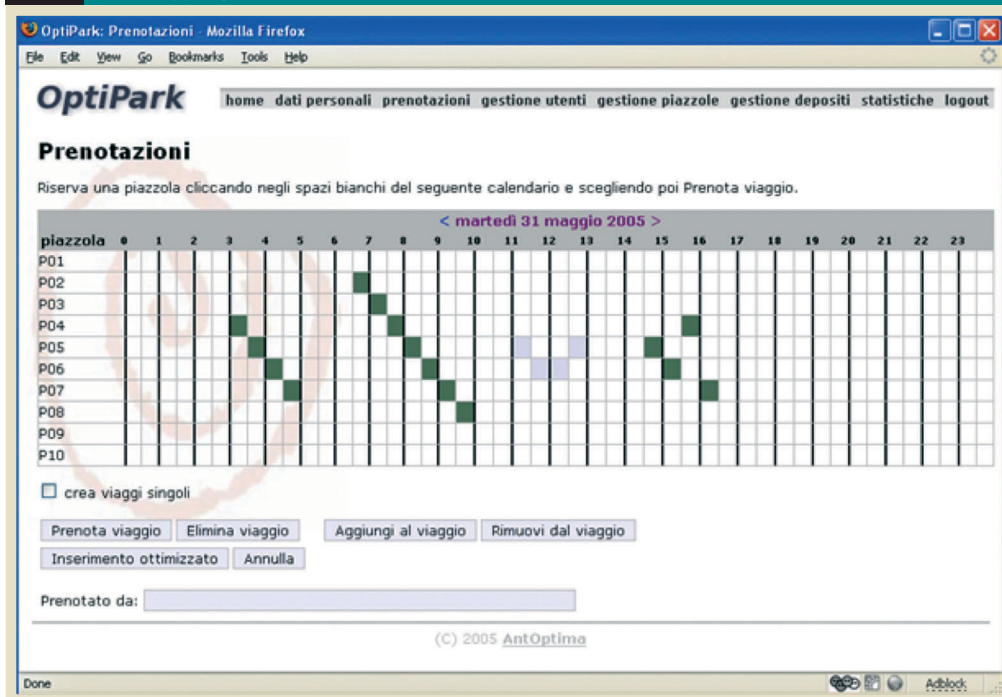 OptiPark: Prenotazioni - Mozilla Firefox
File Edit View Go Bookmarks Tools Help
OptiPark
home dati personali prenotazioni gestione utenti gestione piazzole gestione depositi statistiche logout
Prenotazioni
Riserva una piazzola cliccando negli spazi bianchi del seguente calendario e scegliendo poi Prenota viaggio.
< martedì 31 maggio 2005 >
piazzola 0 1 2 3 4 5 6 7 8 9 10 11 12 13 14 15 16 17 18 19 20 21 22 23
P01
P02
P03
P04
P05
P06
P07
P08
P09
P10
crea viaggi singoli
Prenota viaggio Elimina viaggio Aggiungi al viaggio Rimuovi dal viaggio
Inserimento ottimizzato Annulla
Prenotato da:
(C) 2005 AntOptima
Done Adblock